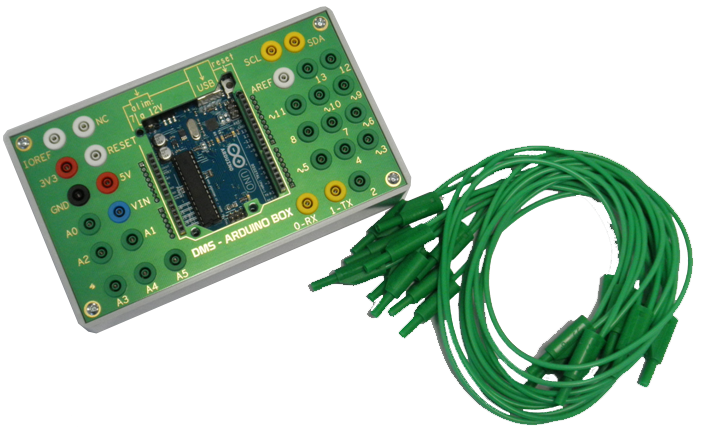 SCL
SDA
reset
USB
alim:
7 à 12V
AREF
13
12
~11
~10
~9
8
7
~6
~5
4
~3
2
1-TX
0-RX
NC
IOREF
RESET
3V3
5V
GND
VIN
A0
A1
A2
A3
A4
A5
ARDUINO
UNO
DMS - ARDUINO BOX